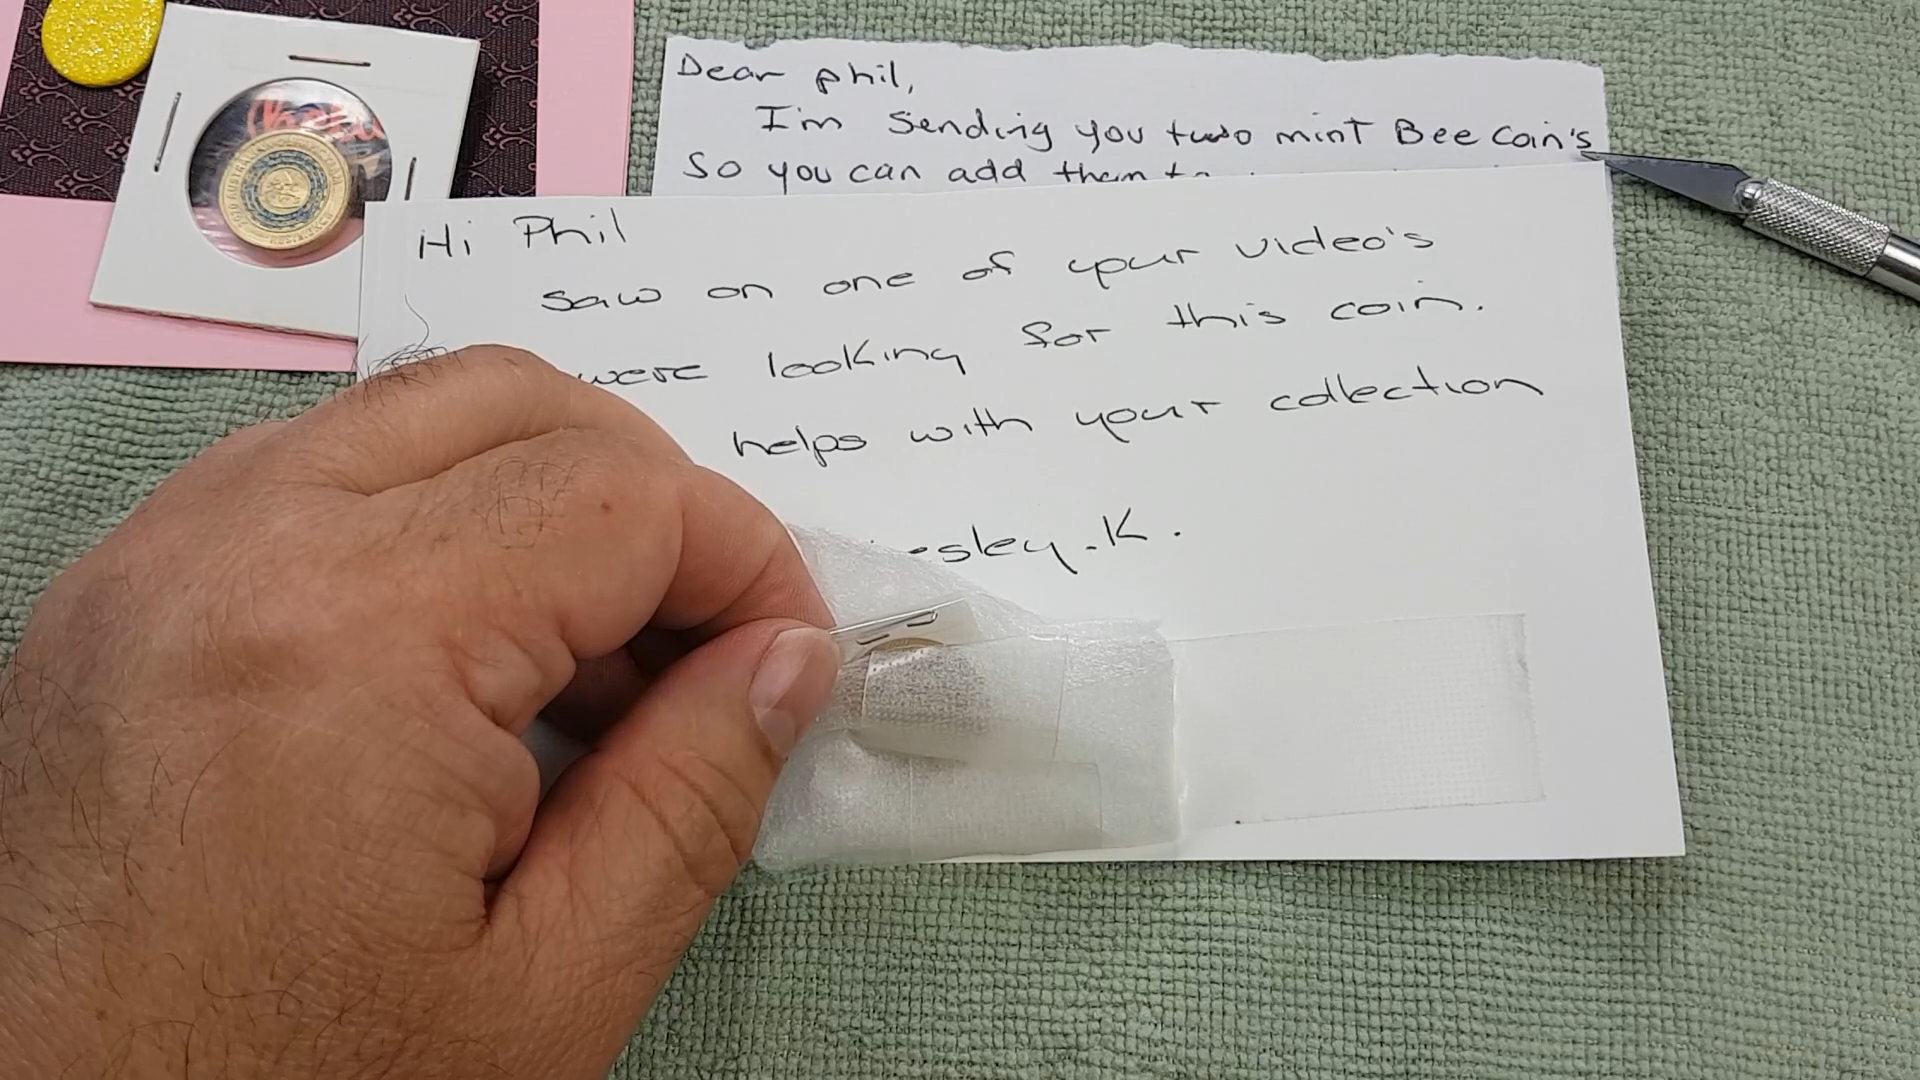 Dear phil,
I'm sending you two mint Bee coin's
so you can add them to
Hi Phil
saw on one of your video's
were looking for this coin.
helps with your collection
esley.K.